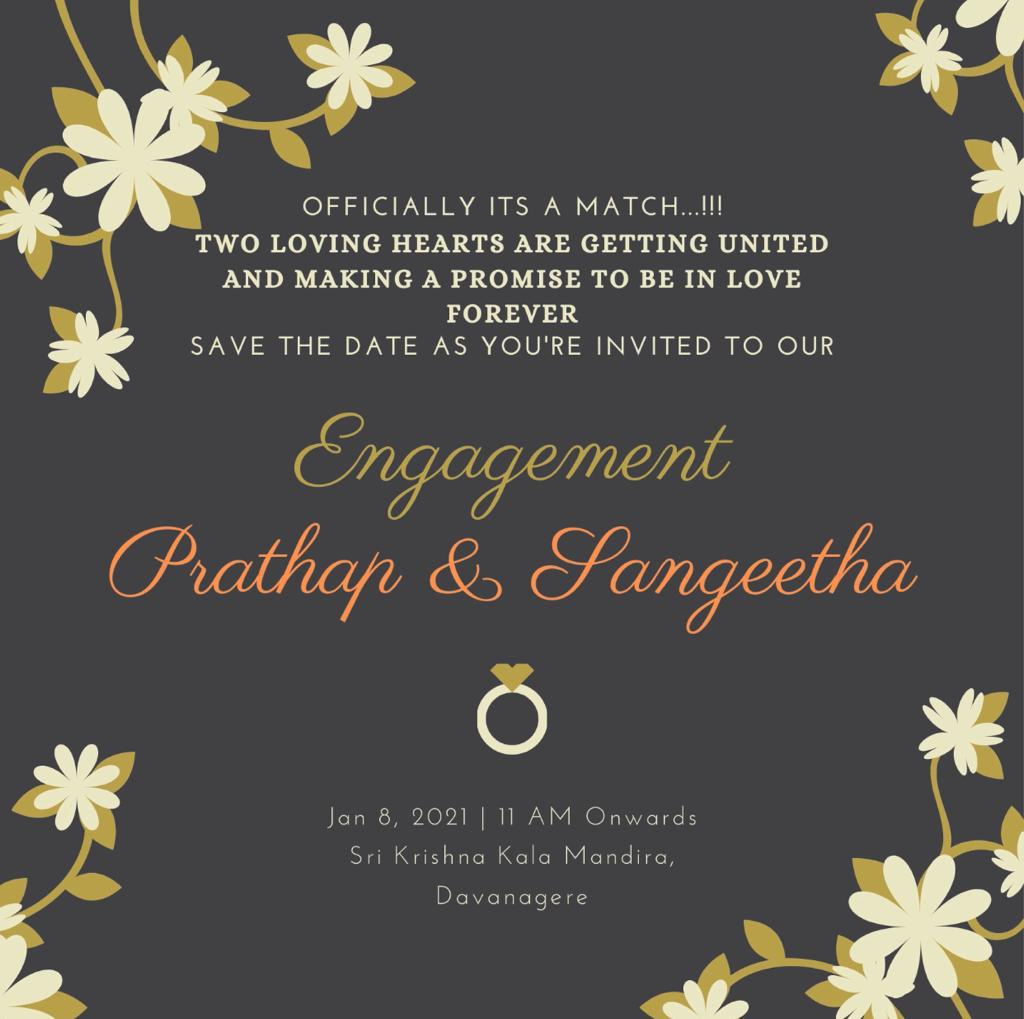 OFFICIALLY ITS A MATCH...!!!
TWO LOVING HEARTS ARE GETTING UNITED
AND MAKING A PROMISE TO BE IN LOVE
FOREVER
SAVE THE DATE AS YOU'RE INVITED TO OUR
Engagement
Prathap & Sangeetha
Jan 8, 2021 | 11 AM Onwards
Sri Krishna Kala Mandira,
Davanagere